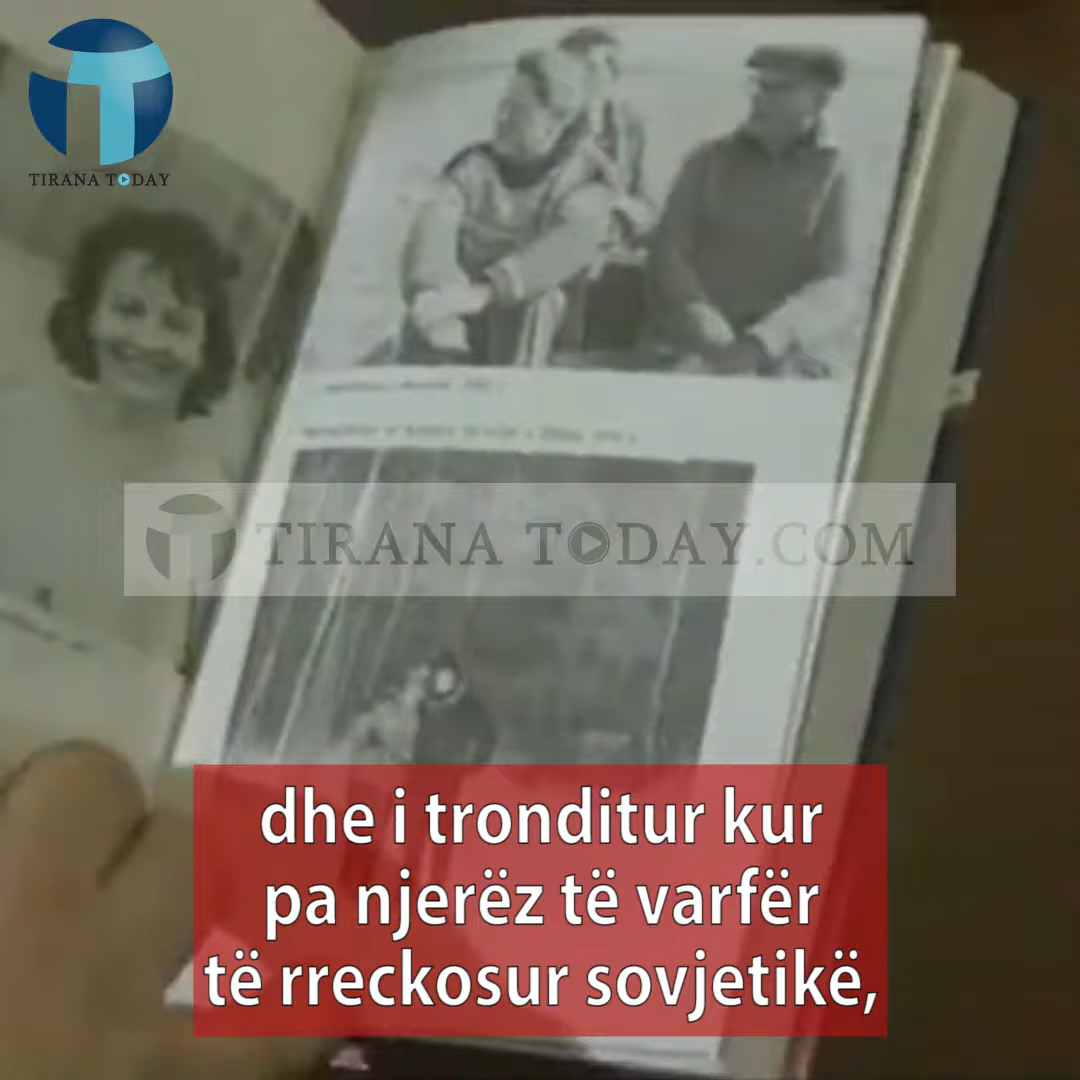 TIRANA TODAY
TIRANA TODAY.COM
dhe i tronditur kur
pa njerëz të varfër
të rreckosur sovjetikë,